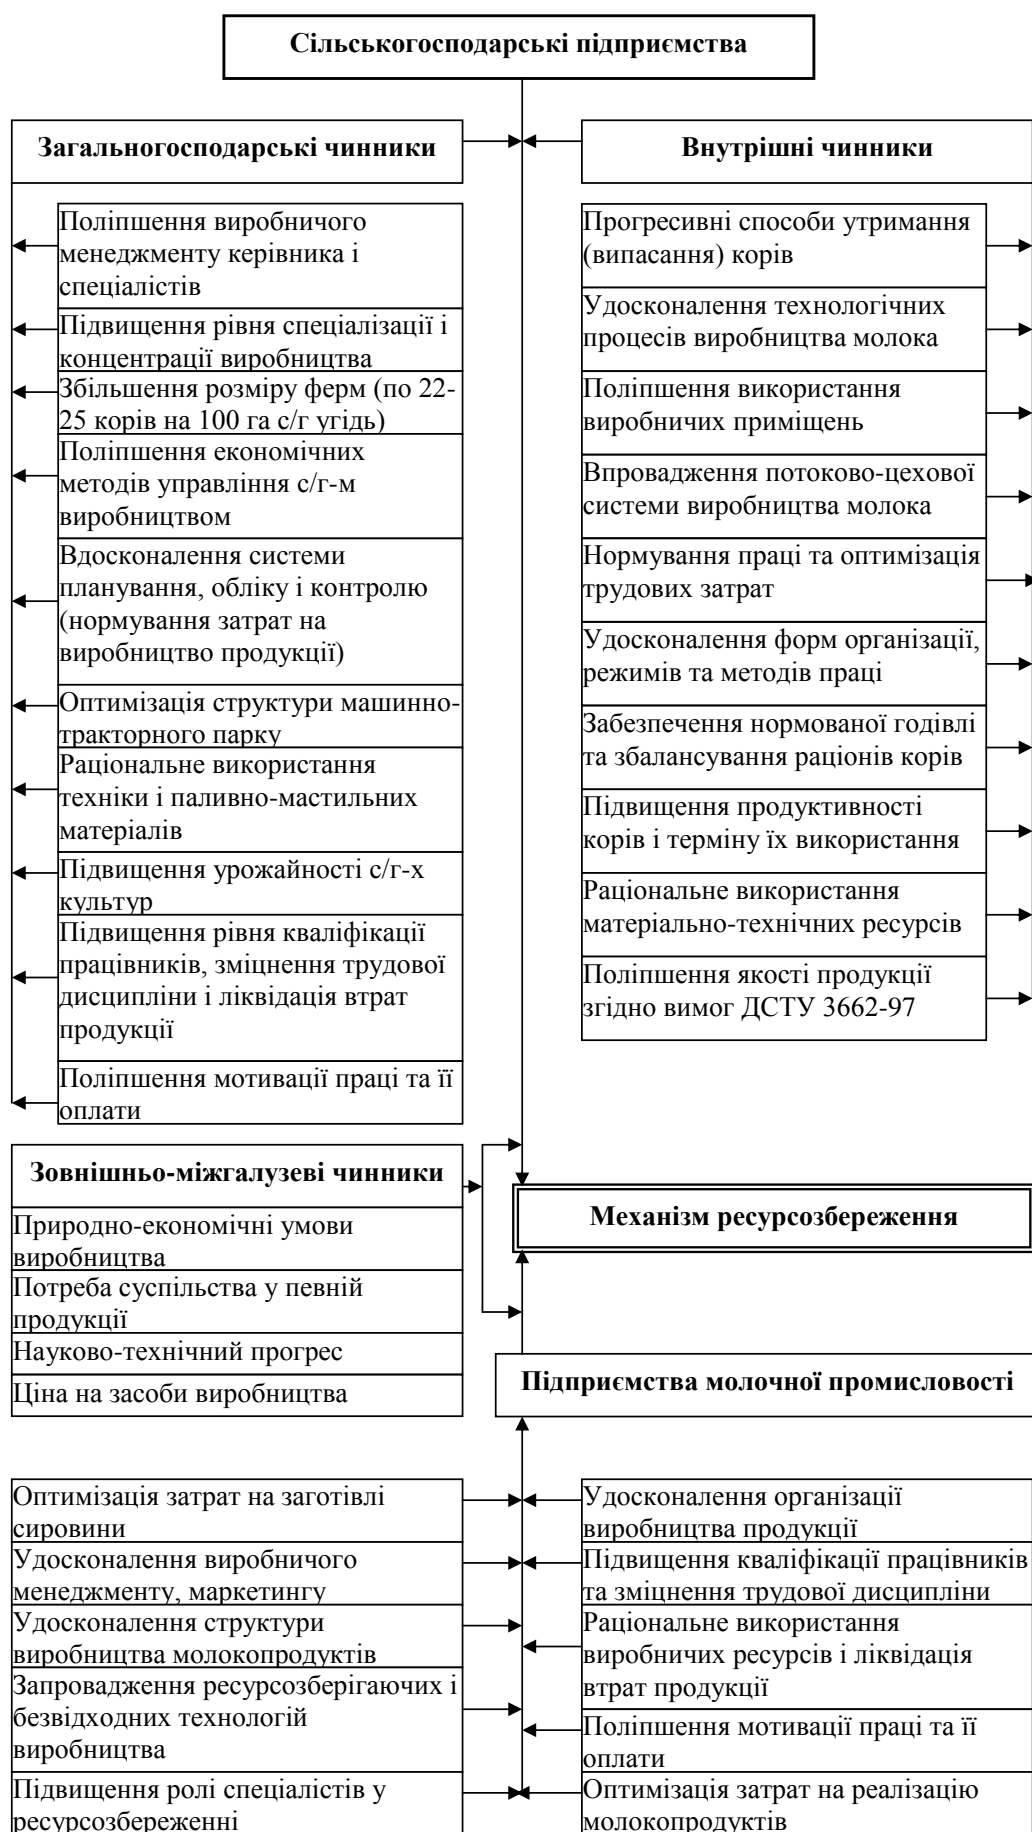 Сільськогосподарські підприємства
Загальногосподарські чинники
Поліпшення виробничого
менеджменту керівника і
спеціалістів
Підвищення рівня спеціалізації і
концентрації виробництва
Збільшення розміру ферм (по 22-
25 корів на 100 га с/г угідь)
Поліпшення економічних
методів управління с/г-м
виробництвом
Вдосконалення системи
планування, обліку і контролю
(нормування затрат на
виробництво продукції)
Оптимізація структури машинно-
тракторного парку
Раціональне використання
техніки і паливно-мастильних
матеріалів
Підвищення урожайності с/г-х
культур
Підвищення рівня кваліфікації
працівників, зміцнення трудової
дисципліни і ліквідація втрат
продукції
Поліпшення мотивації праці та її
оплати
Внутрішні чинники
Прогресивні способи утримання
(випасання) корів
Удосконалення технологічних
процесів виробництва молока
Поліпшення використання
виробничих приміщень
Впровадження потоково-цехової
системи виробництва молока
Нормування праці та оптимізація
трудових затрат
Удосконалення форм організації,
режимів та методів праці
Забезпечення нормованої годівлі
та збалансування раціонів корів
Підвищення продуктивності
корів і терміну їх використання
Раціональне використання
матеріально-технічних ресурсів
Поліпшення якості продукції
згідно вимог ДСТУ 3662-97
Зовнішньо-міжгалузеві чинники
Природно-економічні умови
виробництва
Потреба суспільства у певній
продукції
Науково-технічний прогрес
Ціна на засоби виробництва
Механізм ресурсозбереження
Підприємства молочної промисловості
Оптимізація затрат на заготівлі
сировини
Удосконалення виробничого
менеджменту, маркетингу
Удосконалення структури
виробництва молокопродуктів
Запровадження ресурсозберігаючих і
безвідходних технологій
виробництва
Підвищення ролі спеціалістів у
ресурсозбереженні
Удосконалення організації
виробництва продукції
Підвищення кваліфікації працівників
та зміцнення трудової дисципліни
Раціональне використання
виробничих ресурсів і ліквідація
втрат продукції
Поліпшення мотивації праці та її
оплати
Оптимізація затрат на реалізацію
молокопродуктів